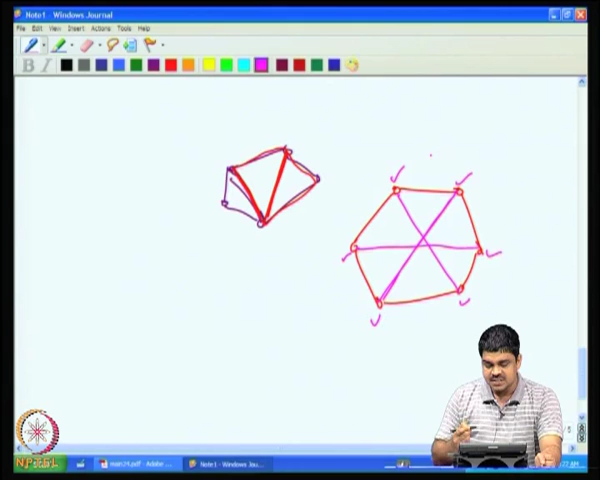 Note1 - Windows Journal
File Edit View Insert Actions Tools Help
B I
NPTEL
Note1 - Windows Jou...